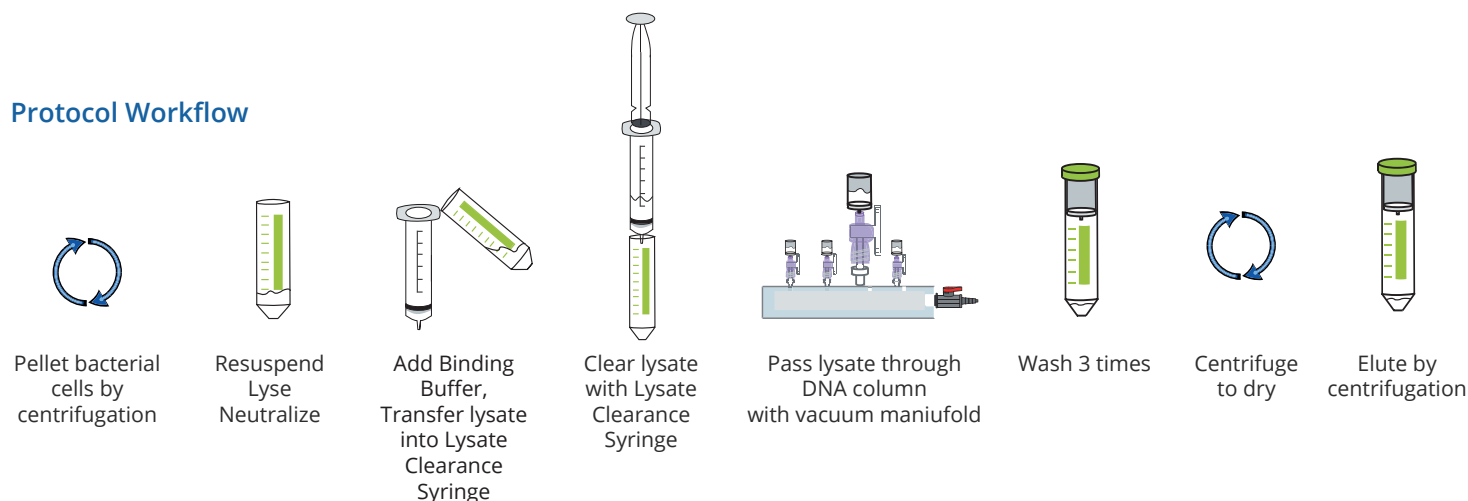 Protocol Workflow
Pellet bacterial
cells by
centrifugation
Resuspend
Lyse
Neutralize
Add Binding
Buffer,
Transfer lysate
into Lysate
Clearance
Syringe
Clear lysate
with Lysate
Clearance
Syringe
Pass lysate through
DNA column
with vacuum maniufold
Wash 3 times
Centrifuge
to dry
Elute by
centrifugation